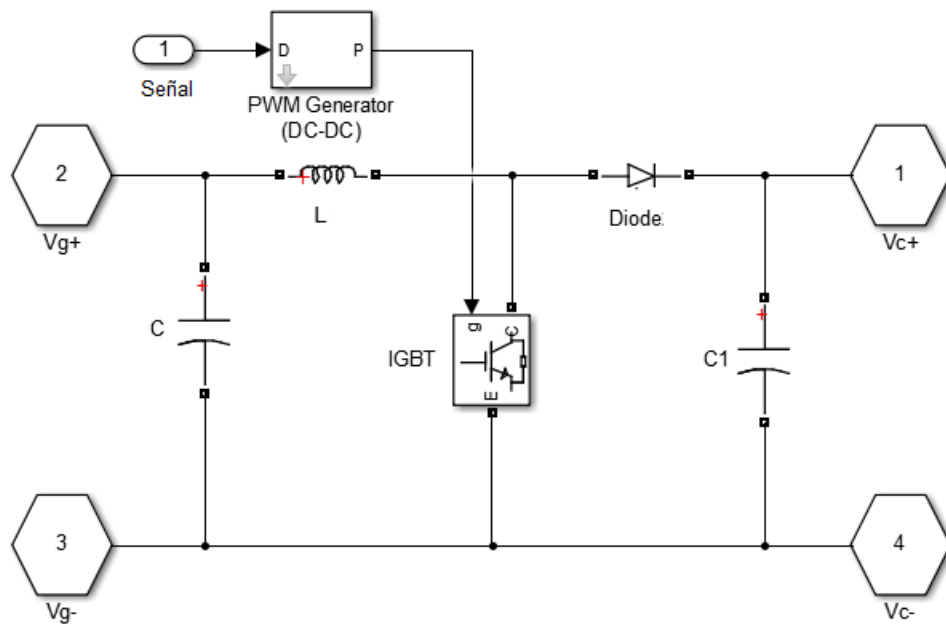 1
Señal
D
P
PWM Generator
(DC-DC)
2
Vg+
+
L
Diode
1
Vc+
+
C
g
C
IGBT
E
+
C1
3
Vg-
4
Vc-